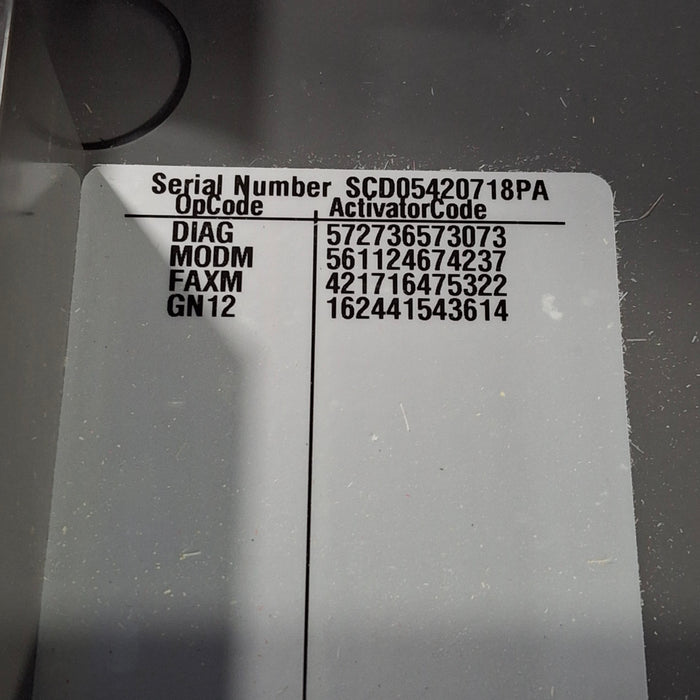 Serial Number SCD05420718PA
OpCode ActivatorCode
DIAG 572736573073
MODM 561124674237
FAXM 421716475322
GN12 162441543614